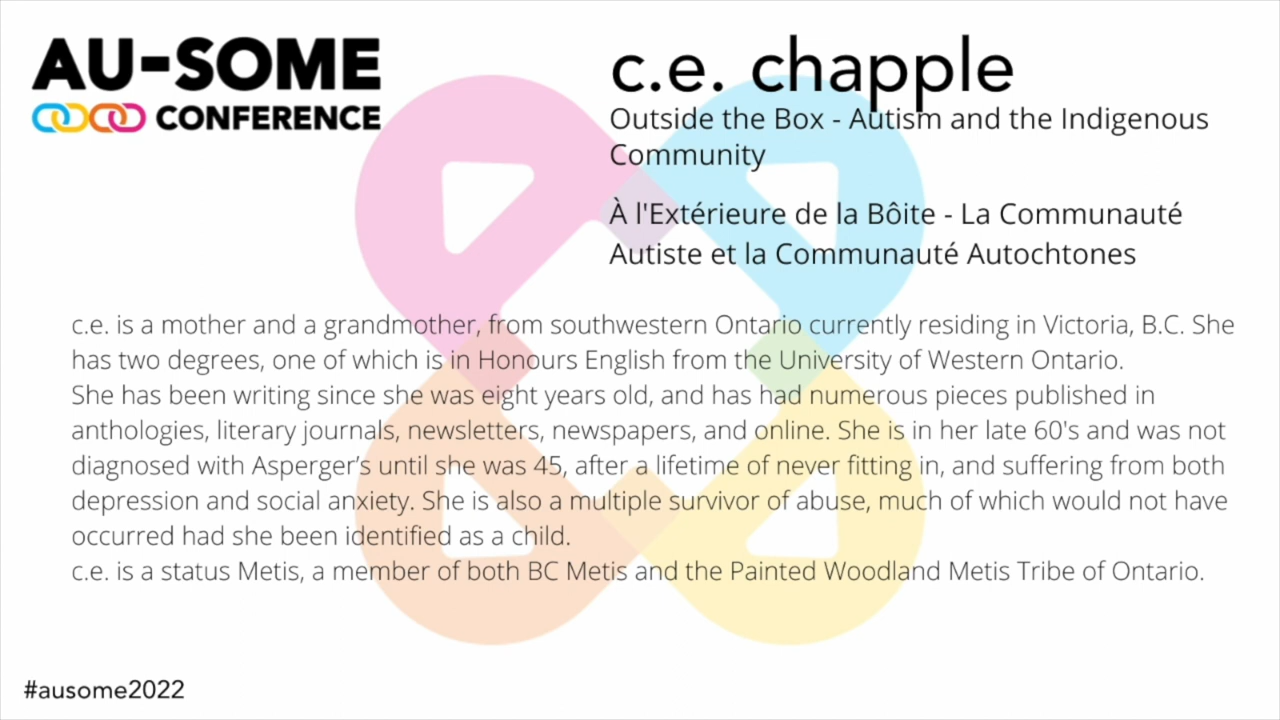 AU-SOME
CONFERENCE
c.e. chapple
Outside the Box - Autism and the Indigenous
Community
À l'Extérieure de la Bôite - La Communauté
Autiste et la Communauté Autochtones
c.e. is a mother and a grandmother, from southwestern Ontario currently residing in Victoria, B.C. She
has two degrees, one of which is in Honours English from the University of Western Ontario.
She has been writing since she was eight years old, and has had numerous pieces published in
anthologies, literary journals, newsletters, newspapers, and online. She is in her late 60's and was not
diagnosed with Asperger’s until she was 45, after a lifetime of never fitting in, and suffering from both
depression and social anxiety. She is also a multiple survivor of abuse, much of which would not have
occurred had she been identified as a child.
c.e. is a status Metis, a member of both BC Metis and the Painted Woodland Metis Tribe of Ontario.
#ausome2022